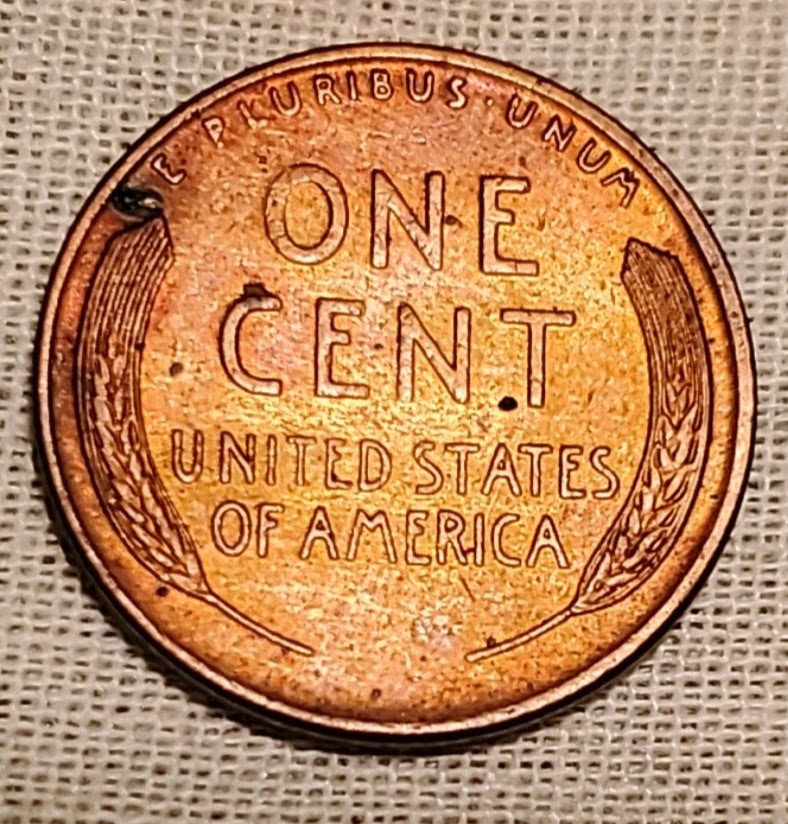 E PLURIBUS · UNUM
ONE
CENT
UNITED STATES
OF AMERICA